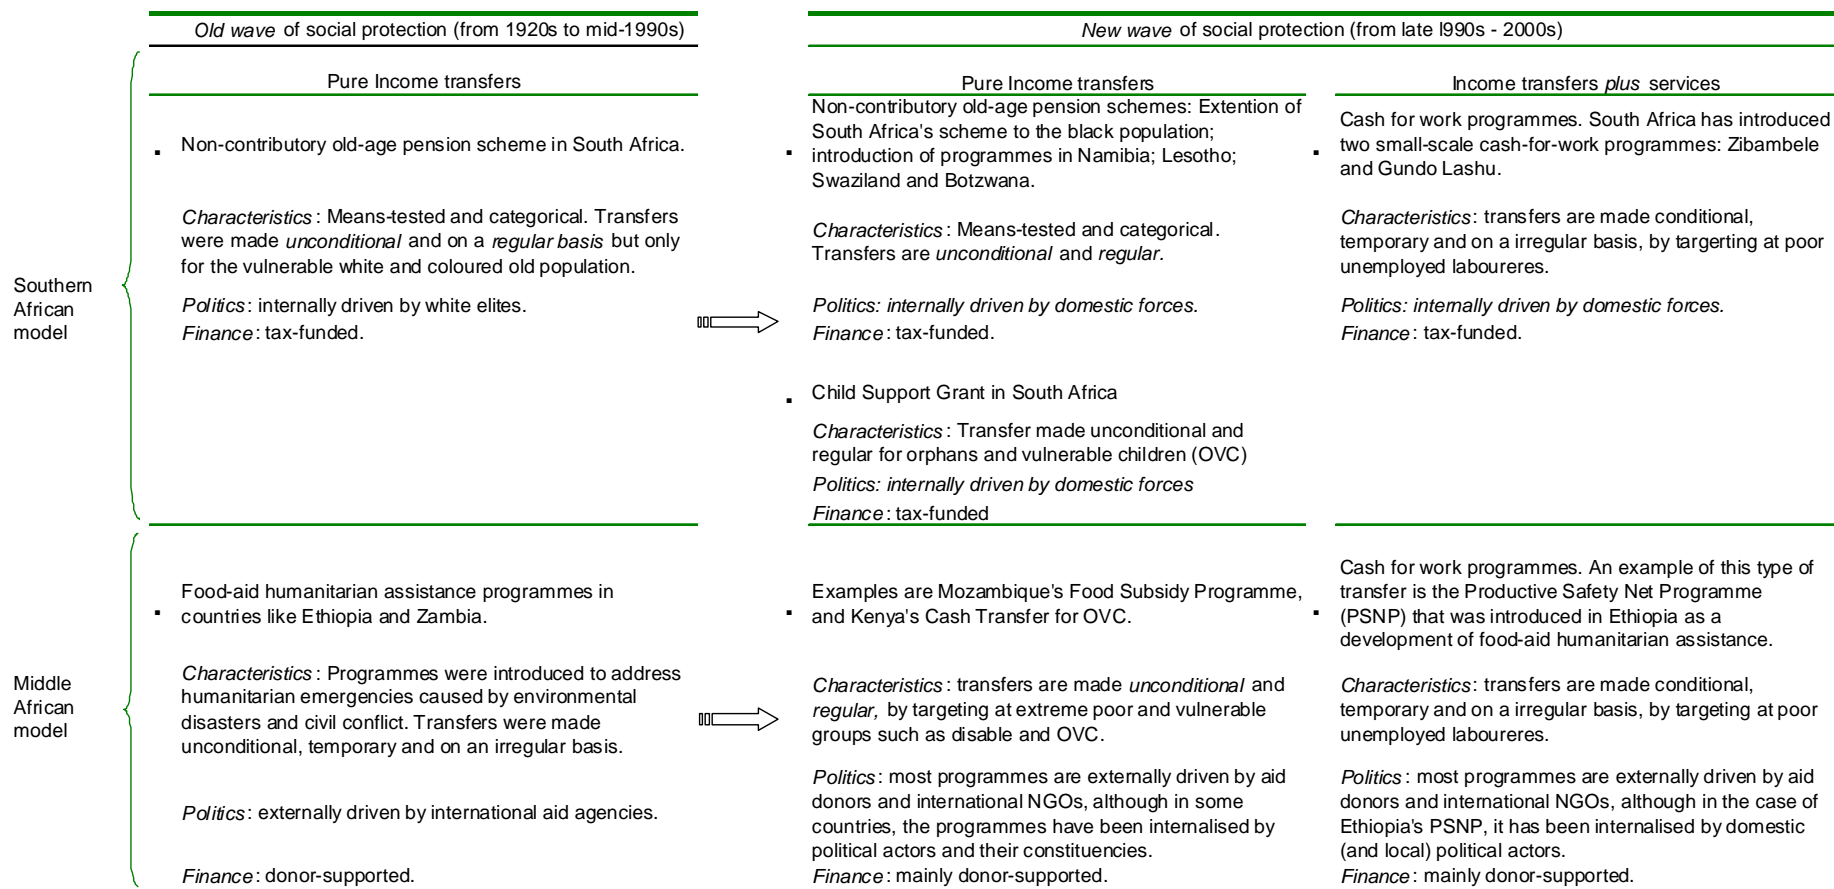 Old wave of social protection (from 1920s to mid-1990s)
New wave of social protection (from late l990s - 2000s)
Pure Income transfers
Pure Income transfers
Income transfers plus services
Southern
African
model
▪ Non-contributory old-age pension scheme in South Africa.
Characteristics : Means-tested and categorical. Transfers
were made unconditional and on a regular basis but only
for the vulnerable white and coloured old population.
Politics : internally driven by white elites.
Finance : tax-funded.
Non-contributory old-age pension schemes: Extention of
South Africa's scheme to the black population;
▪ introduction of programmes in Namibia; Lesotho;
Swaziland and Botzwana.
Characteristics : Means-tested and categorical.
Transfers are unconditional and regular.
Politics: internally driven by domestic forces.
Finance : tax-funded.
▪ Child Support Grant in South Africa
Characteristics : Transfer made unconditional and
regular for orphans and vulnerable children (OVC)
Politics: internally driven by domestic forces
Finance : tax-funded
Cash for work programmes. South Africa has introduced
▪ two small-scale cash-for-work programmes: Zibambele
and Gundo Lashu.
Characteristics : transfers are made conditional,
temporary and on a irregular basis, by targerting at poor
unemployed laboureres.
Politics: internally driven by domestic forces.
Finance : tax-funded.
Middle
African
model
Food-aid humanitarian assistance programmes in
▪ countries like Ethiopia and Zambia.
Characteristics : Programmes were introduced to address
humanitarian emergencies caused by environmental
disasters and civil conflict. Transfers were made
unconditional, temporary and on an irregular basis.
Politics : externally driven by international aid agencies.
Finance : donor-supported.
Examples are Mozambique's Food Subsidy Programme,
▪ and Kenya's Cash Transfer for OVC.
Characteristics : transfers are made unconditional and
regular, by targeting at extreme poor and vulnerable
groups such as disable and OVC.
Politics : most programmes are externally driven by aid
donors and international NGOs, although in some
countries, the programmes have been internalised by
political actors and their constituencies.
Finance : mainly donor-supported.
Cash for work programmes. An example of this type of
transfer is the Productive Safety Net Programme
▪ (PSNP) that was introduced in Ethiopia as a
development of food-aid humanitarian assistance.
Characteristics : transfers are made conditional,
temporary and on a irregular basis, by targeting at poor
unemployed laboureres.
Politics : most programmes are externally driven by aid
donors and international NGOs, although in the case of
Ethiopia's PSNP, it has been internalised by domestic
(and local) political actors.
Finance : mainly donor-supported.